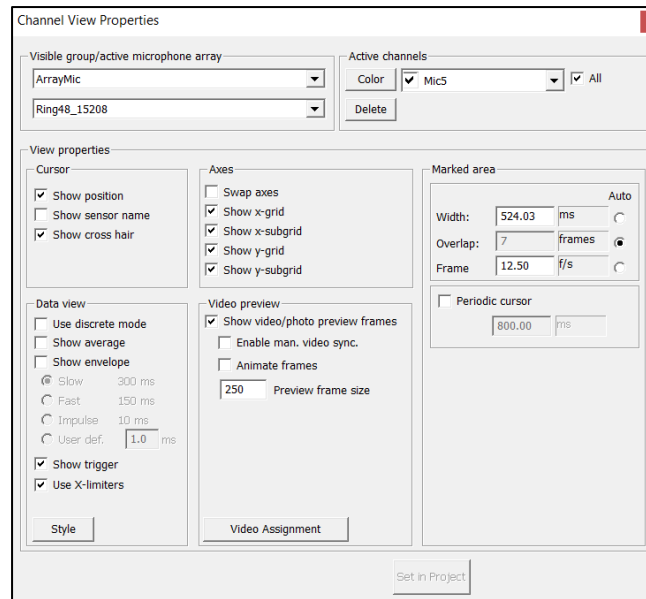 Channel View Properties
Visible group/active microphone array
ArrayMic
Ring48_15208
Active channels
Color
Mic5
All
Delete
View properties
Cursor
Show position
Show sensor name
Show cross hair
Axes
Swap axes
Show x-grid
Show x-subgrid
Show y-grid
Show y-subgrid
Marked area
Auto
Width: 524.03 ms
Overlap: 7 frames
Frame 12.50 f/s
Periodic cursor
800.00 ms
Data view
Use discrete mode
Show average
Show envelope
Slow 300 ms
Fast 150 ms
Impulse 10 ms
User def. 1.0 ms
Show trigger
Use X-limiters
Style
Video preview
Show video/photo preview frames
Enable man. video sync.
Animate frames
250 Preview frame size
Video Assignment
Set in Project